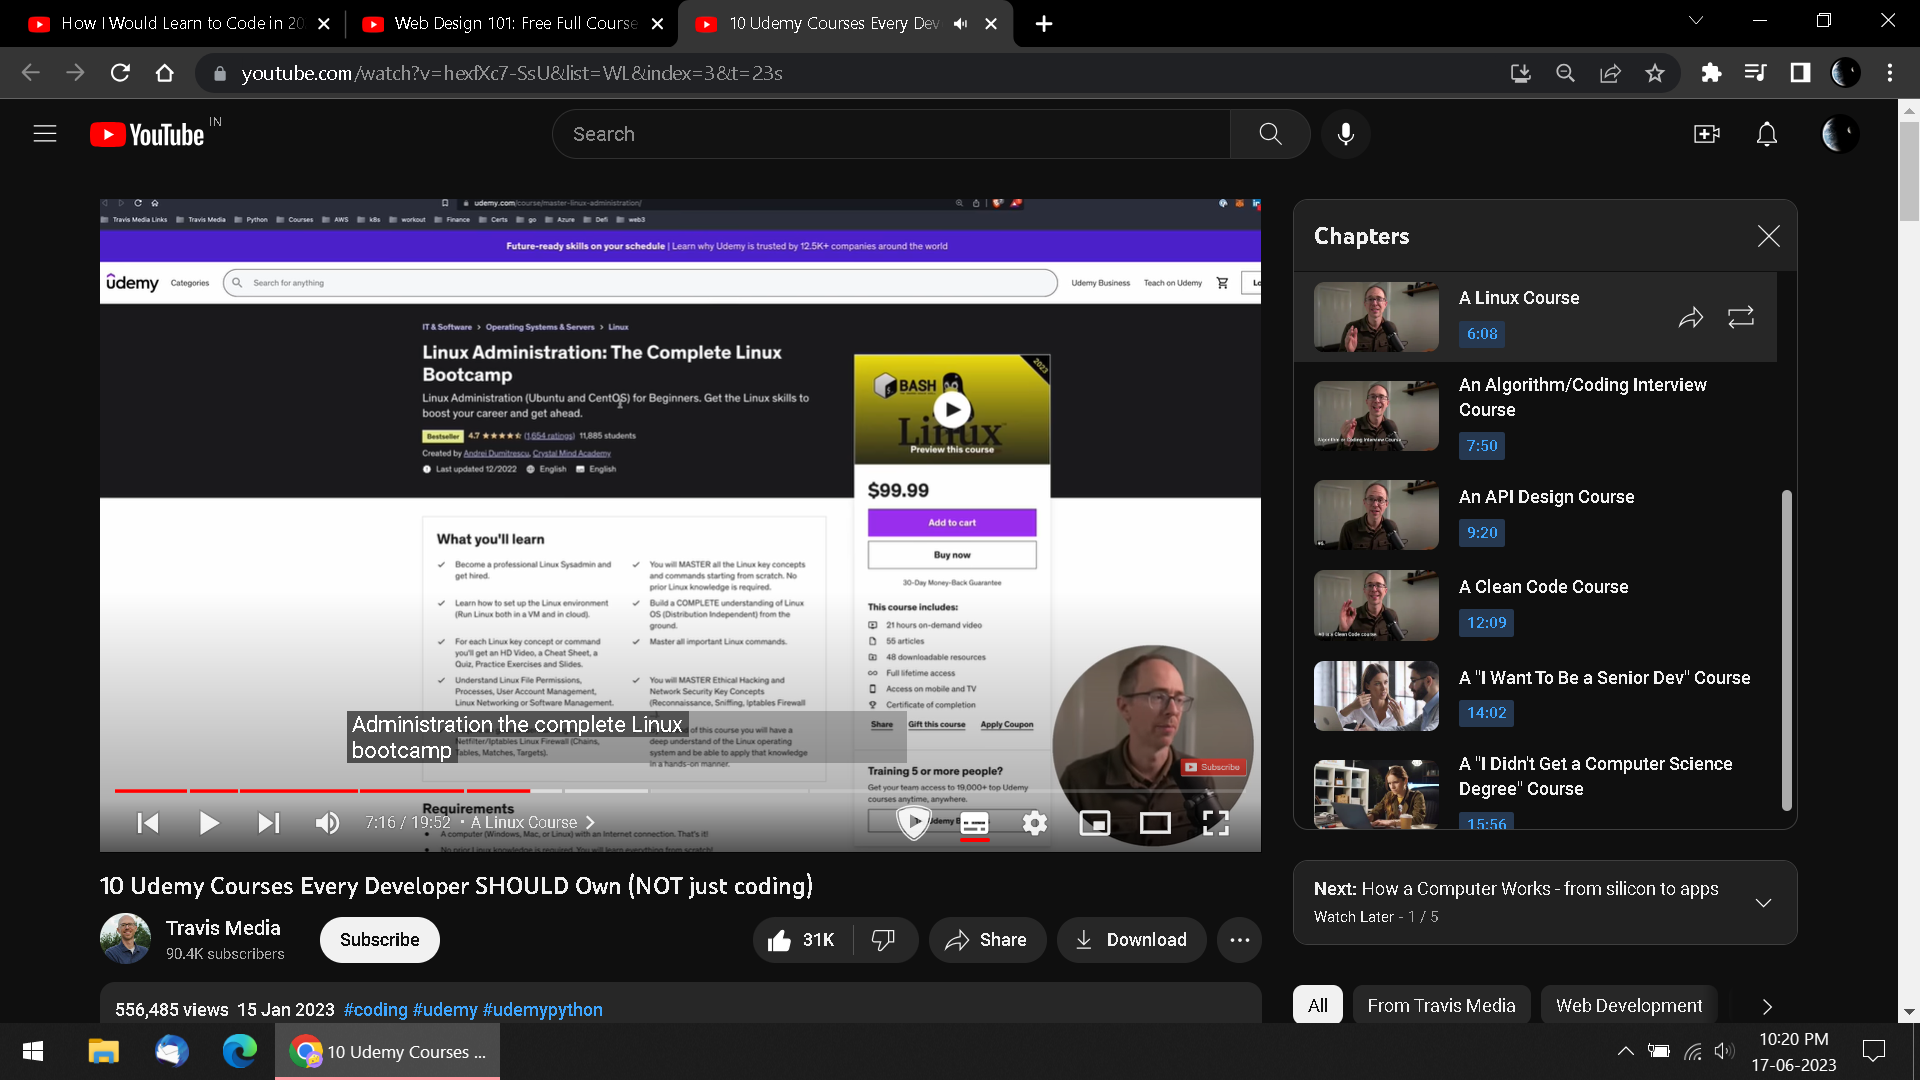 How I Would Learn to Code in 20
Web Design 101: Free Full Course
10 Udemy Courses Every Dev
youtube.com/watch?v=hexfXc7-SsU&list=WL&index=3&t=23s
YouTube IN
Search
udemy.com/course/master-linux-administration/
Travis Media Links Travis Media Python Courses AWS k8s workout Finance Certs go Azure Defi web3
Future-ready skills on your schedule | Learn why Udemy is trusted by 12.5K+ companies around the world
udemy Categories Search for anything Udemy Business Teach on Udemy Lo
IT & Software > Operating Systems & Servers > Linux
Linux Administration: The Complete Linux
Bootcamp
Linux Administration (Ubuntu and CentOS) for Beginners. Get the Linux skills to
boost your career and get ahead.
Bestseller 4.7 (1,654 ratings) 11,885 students
Created by Andrei Dumitrescu, Crystal Mind Academy
Last updated 12/2022 English English
2023
BASH
Linux
Preview this course
$99.99
Add to cart
Buy now
30-Day Money-Back Guarantee
This course includes:
21 hours on-demand video
55 articles
48 downloadable resources
Full lifetime access
Access on mobile and TV
Certificate of completion
Share Gift this course Apply Coupon
Training 5 or more people?
Get your team access to 19,000+ top Udemy
courses anytime, anywhere.
What you'll learn
Become a professional Linux Sysadmin and
get hired.
Learn how to set up the Linux environment
(Run Linux both in a VM and in cloud).
For each Linux key concept or command
you'll get an HD Video, a Cheat Sheet, a
Quiz, Practice Exercises and Slides.
Understand Linux File Permissions,
Processes, User Account Management,
Linux Networking or Software Management.
Netfilter/Iptables Linux Firewall (Chains,
Tables, Matches, Targets).
You will MASTER all the Linux key concepts
and commands starting from scratch. No
prior Linux knowledge is required.
Build a COMPLETE understanding of Linux
OS (Distribution Independent) from the
ground.
Master all important Linux commands.
You will MASTER Ethical Hacking and
Network Security Key Concepts
(Reconnaissance, Sniffing, Iptables Firewall
of this course you will have a
deep understanding of the Linux operating
system and be able to apply that knowledge
in a hands-on manner.
Administration the complete Linux
bootcamp
Requirements
A computer (Windows, Mac, or Linux) with an Internet connection. That's it!
No prior Linux knowledge is required. You will learn everything from scratch!
Subscribe
7:16 / 19:52 • A Linux Course
10 Udemy Courses Every Developer SHOULD Own (NOT just coding)
Travis Media
90.4K subscribers
Subscribe
31K
Share
Download
556,485 views 15 Jan 2023 #coding #udemy #udemypython
Chapters
A Linux Course
6:08
An Algorithm/Coding Interview
Course
7:50
An API Design Course
9:20
A Clean Code Course
12:09
A "I Want To Be a Senior Dev" Course
14:02
A "I Didn't Get a Computer Science
Degree" Course
15:56
Next: How a Computer Works - from silicon to apps
Watch Later - 1 / 5
All From Travis Media Web Development
10 Udemy Courses ...
10:20 PM
17-06-2023